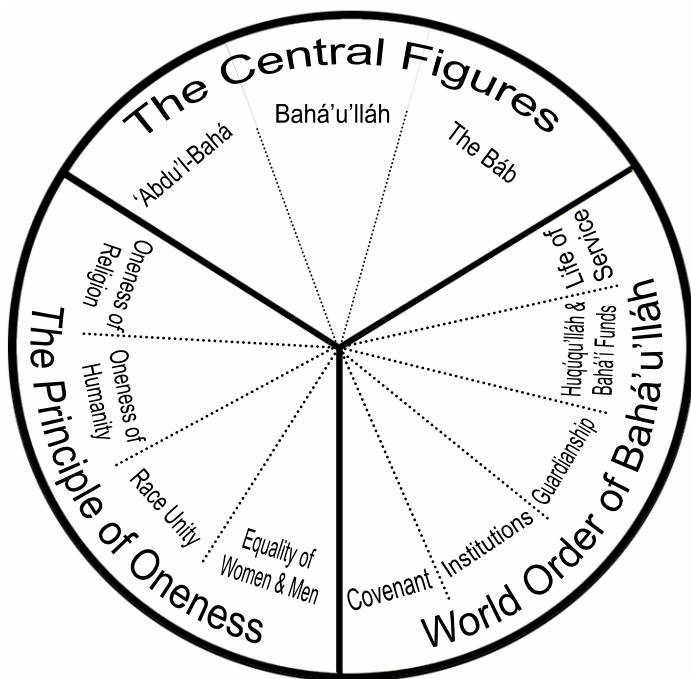 The Central Figures
‘Abdu’l-Bahá
Bahá’u’lláh
The Báb
World Order of Bahá’u’lláh
Life of
Service
Huqúqu’lláh &
Bahá’í Funds
Guardianship
Institutions
Covenant
The Principle of Oneness
Oneness of
Religion
Oneness of
Humanity
Race Unity
Equality of
Women & Men